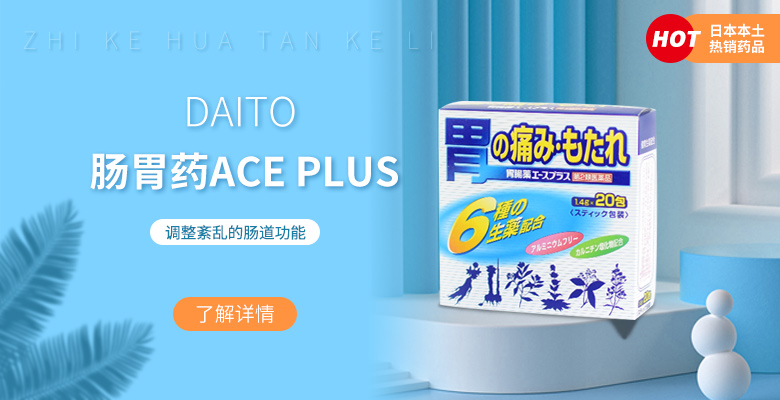 ZHI KE HUA TAN KE LI
HOT
日本本土
热销药品
DAITO
肠胃药ACE PLUS
调整紊乱的肠道功能
了解详情
胃の痛み・もたれ
胃腸薬エースプラス 第2類医薬品
1.4g×20包
〈スティック包装〉
6種の
生薬配合
アルミニウムフリー
カルニチン塩化物配合